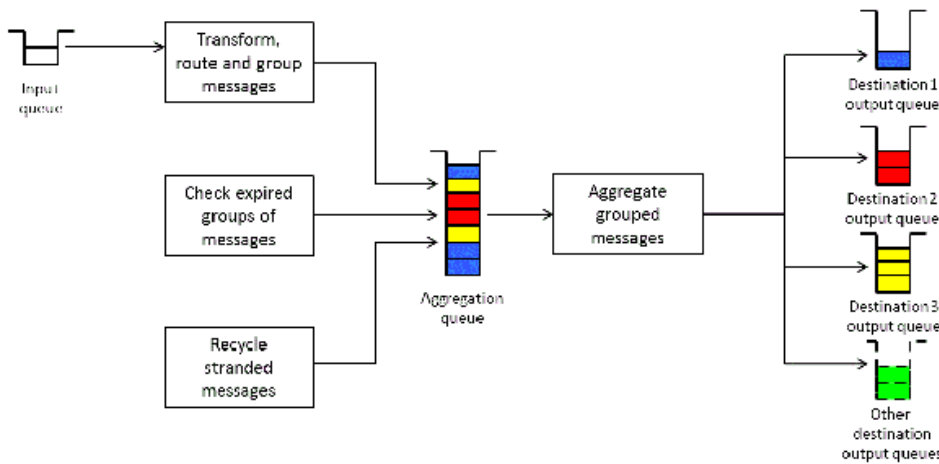 Input
queue
Transform,
route and group
messages
Check expired
groups of
messages
Recycle
stranded
messages
Aggregation
queue
Aggregate
grouped
messages
Destination 1
output queue
Destination 2
output queue
Destination 3
output queue
Other
destination
output queues